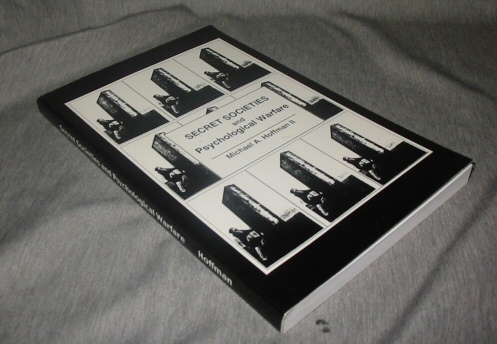 SECRET SOCIETIES
and
Psychological Warfare
Michael A. Hoffman II
Secret Societies and Psychological Warfare Hoffman